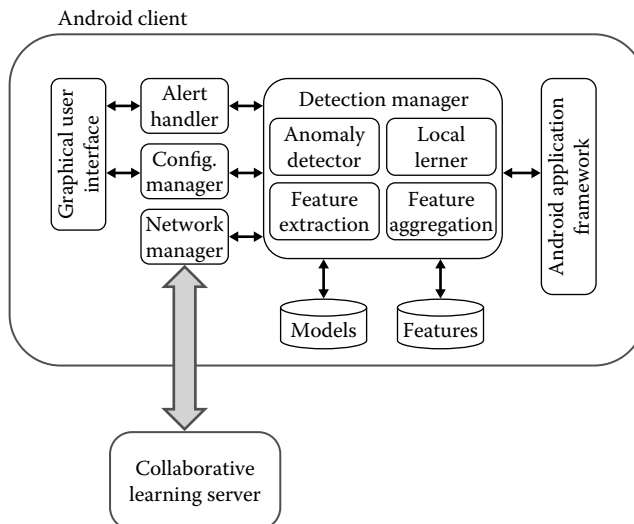 Android client
Graphical user
interface
Alert
handler
Config.
manager
Network
manager
Detection manager
Anomaly
detector
Local
lerner
Feature
extraction
Feature
aggregation
Models
Features
Android application
framework
Collaborative
learning server